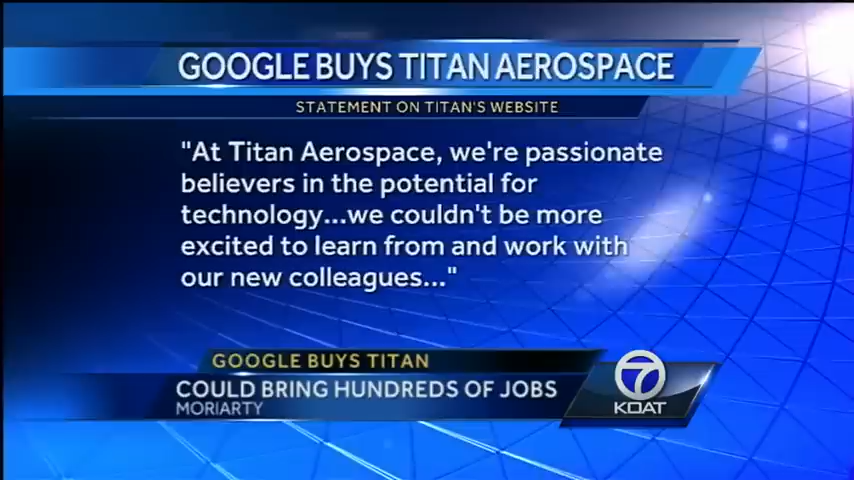 GOOGLE BUYS TITAN AEROSPACE
STATEMENT ON TITAN'S WEBSITE
"At Titan Aerospace, we're passionate
believers in the potential for
technology...we couldn't be more
excited to learn from and work with
our new colleagues..."
GOOGLE BUYS TITAN
COULD BRING HUNDREDS OF JOBS
MORIARTY
7
KOAT